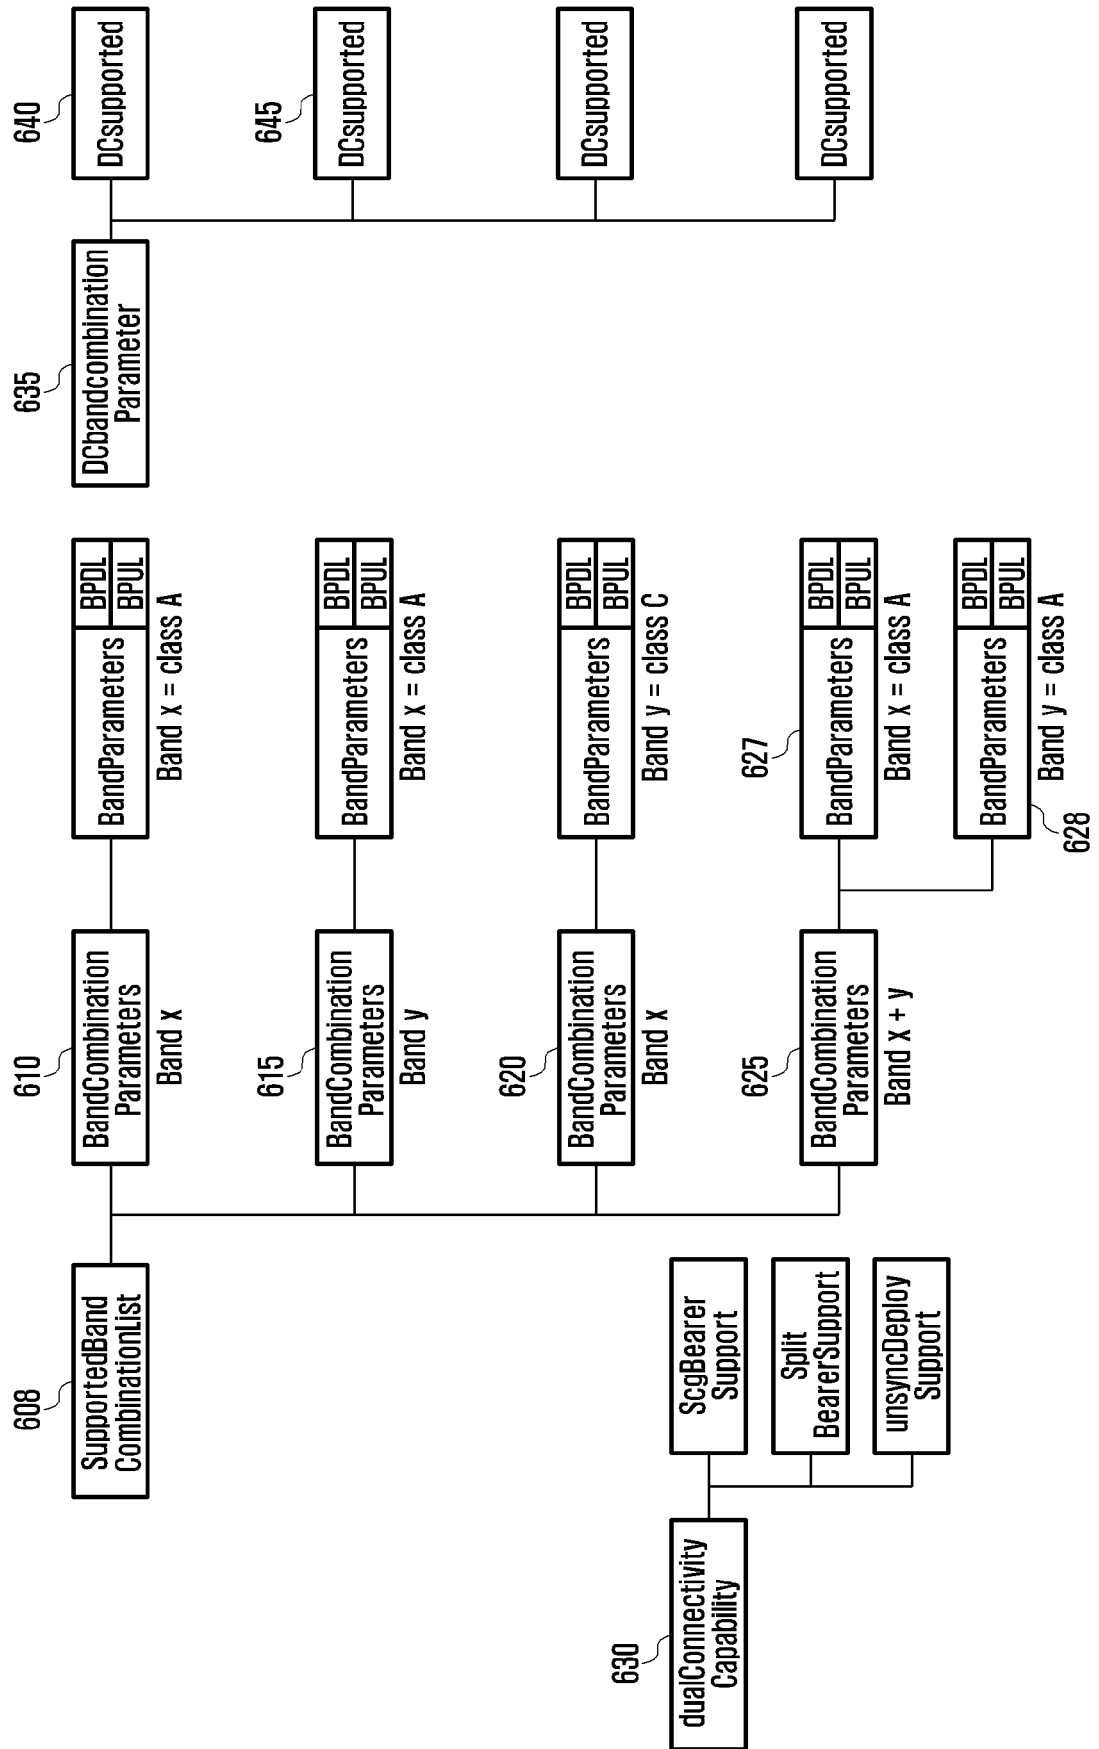 608
SupportedBand
CombinationList
610
BandCombination
Parameters
Band x
BandParameters
BPDL
BPUL
Band x = class A
615
BandCombination
Parameters
Band y
BandParameters
BPDL
BPUL
Band x = class A
620
BandCombination
Parameters
Band x
BandParameters
BPDL
BPUL
Band y = class C
625
BandCombination
Parameters
Band x + y
627
BandParameters
BPDL
BPUL
Band x = class A
628
BandParameters
BPDL
BPUL
Band y = class A
630
dualConnectivity
Capability
ScgBearer
Support
Split
BearerSupport
unsyncDeploy
Support
635
DCbandcombination
Parameter
640
DCsupported
645
DCsupported
DCsupported
DCsupported